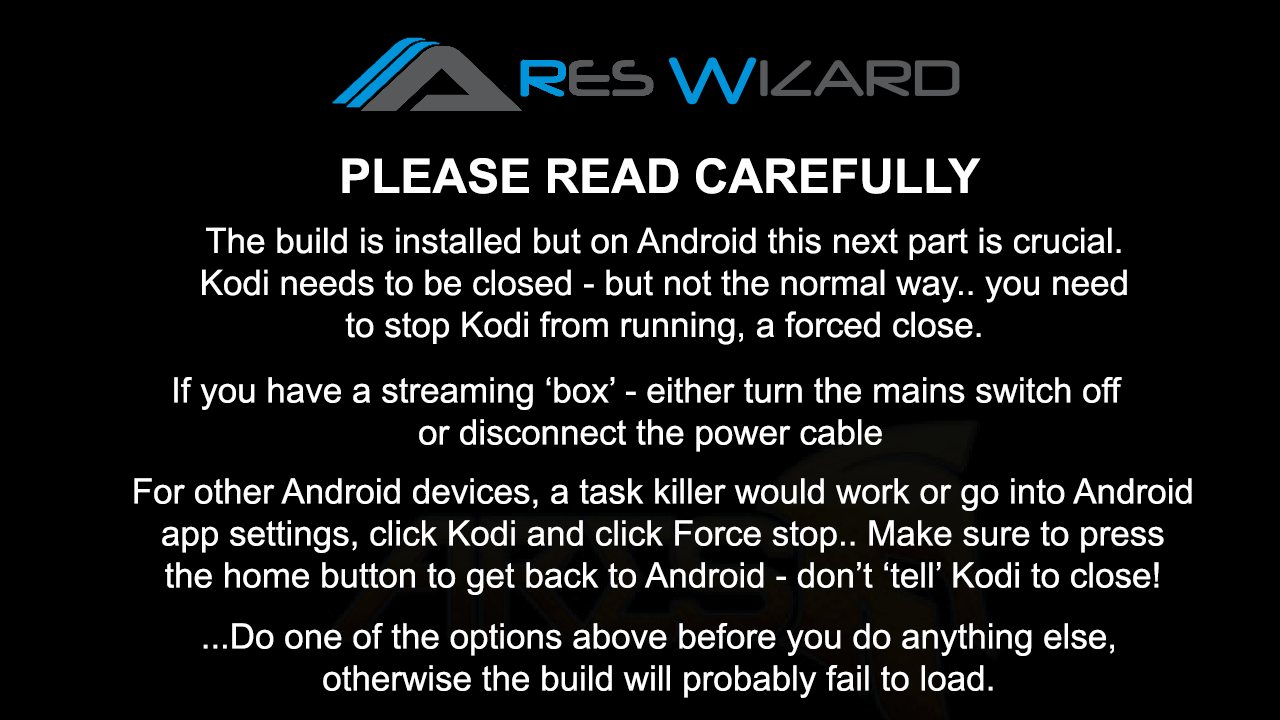 ARES WIZARD
PLEASE READ CAREFULLY
The build is installed but on Android this next part is crucial.
Kodi needs to be closed - but not the normal way.. you need
to stop Kodi from running, a forced close.
If you have a streaming ‘box’ - either turn the mains switch off
or disconnect the power cable
For other Android devices, a task killer would work or go into Android
app settings, click Kodi and click Force stop.. Make sure to press
the home button to get back to Android - don’t ‘tell’ Kodi to close!
ARES
...Do one of the options above before you do anything else,
otherwise the build will probably fail to load.